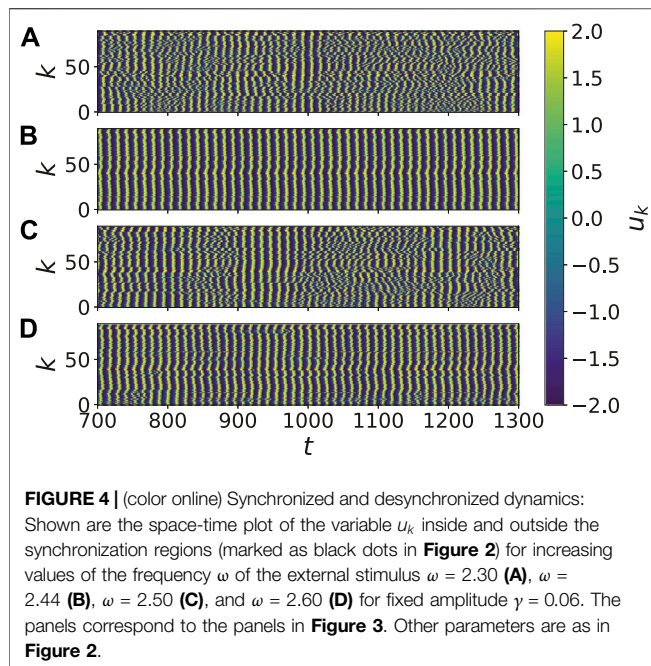 A
k
50
0
B
k
50
0
C
k
50
0
D
k
50
0
700 800 900 1000 1100 1200 1300
t
2.0
1.5
1.0
0.5
0.0
−0.5
−1.0
−1.5
−2.0
u_k
FIGURE 4 | (color online) Synchronized and desynchronized dynamics:
Shown are the space-time plot of the variable u_k inside and outside the
synchronization regions (marked as black dots in Figure 2) for increasing
values of the frequency ω of the external stimulus ω = 2.30 (A), ω =
2.44 (B), ω = 2.50 (C), and ω = 2.60 (D) for fixed amplitude γ = 0.06. The
panels correspond to the panels in Figure 3. Other parameters are as in
Figure 2.